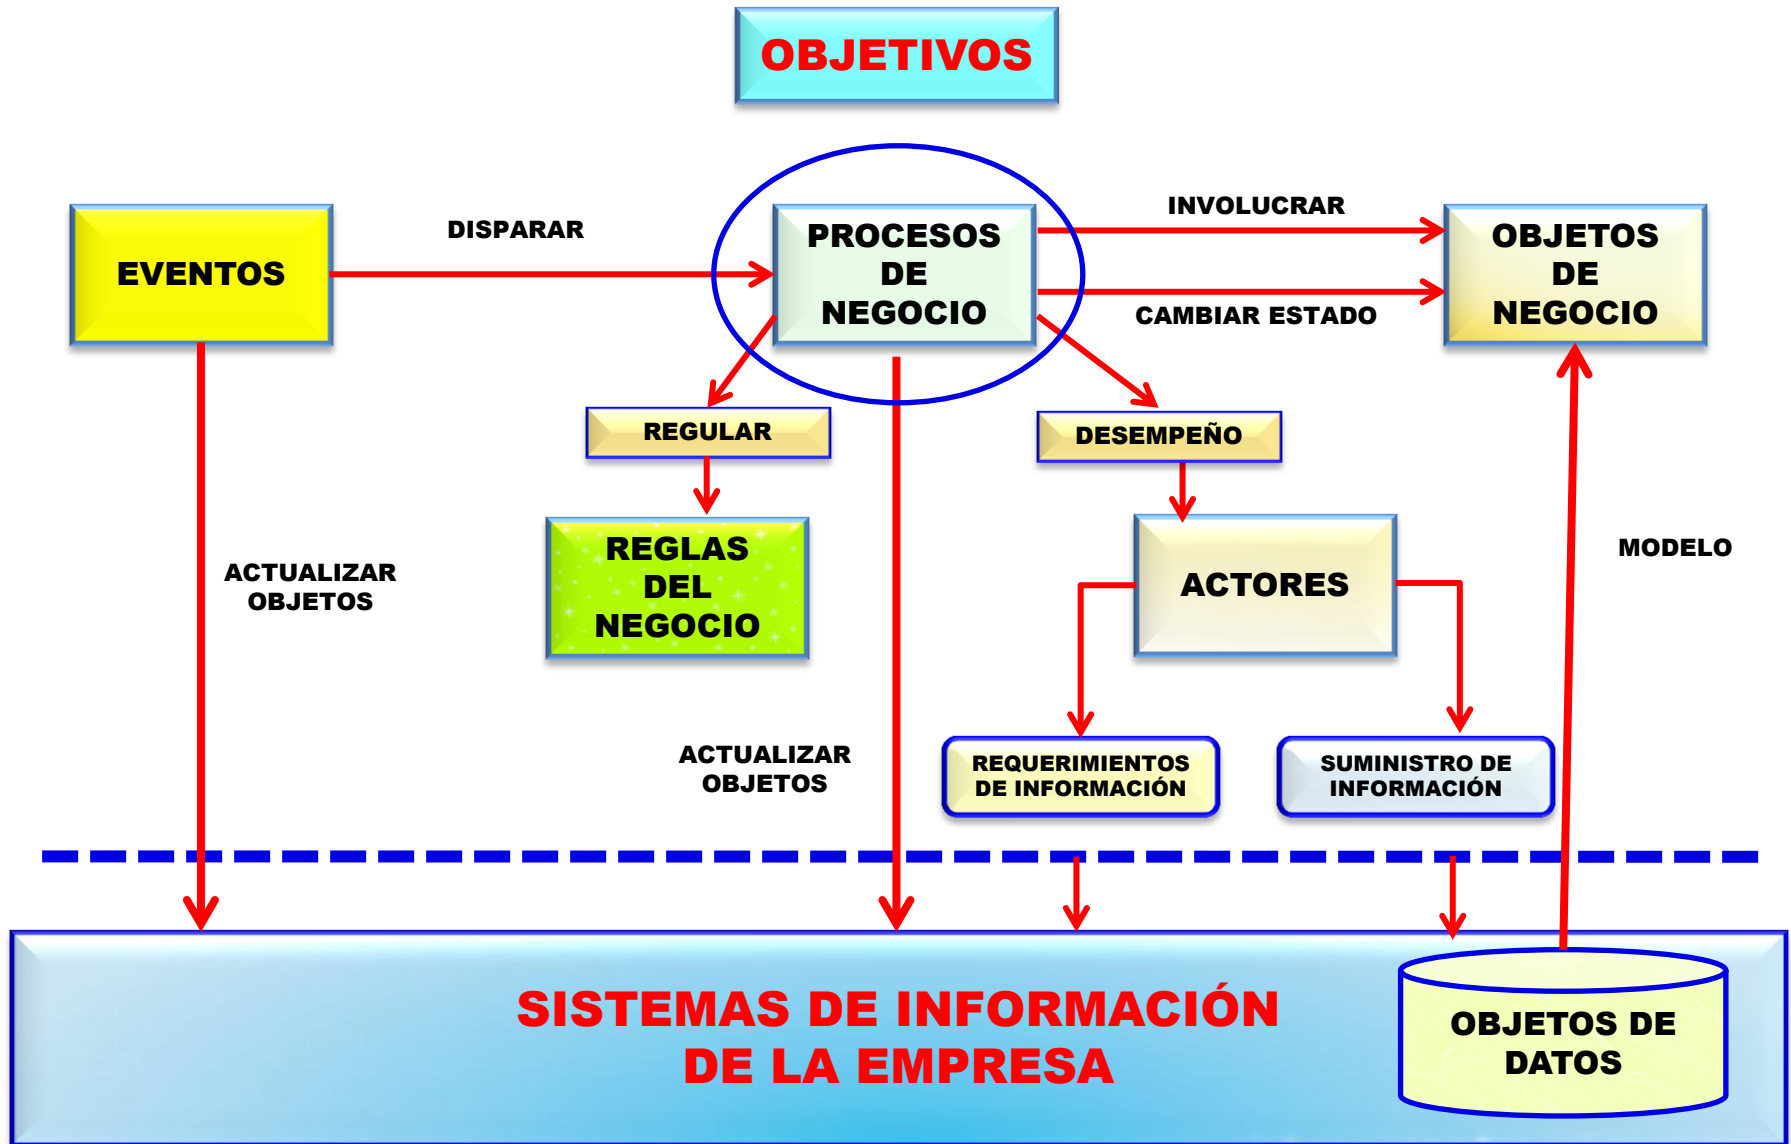 OBJETIVOS
DISPARAR
INVOLUCRAR
EVENTOS
PROCESOS
DE
NEGOCIO
OBJETOS
DE
NEGOCIO
CAMBIAR ESTADO
REGULAR
DESEMPEÑO
REGLAS
DEL
NEGOCIO
ACTORES
MODELO
ACTUALIZAR
OBJETOS
ACTUALIZAR
OBJETOS
REQUERIMIENTOS
DE INFORMACIÓN
SUMINISTRO DE
INFORMACIÓN
SISTEMAS DE INFORMACIÓN
DE LA EMPRESA
OBJETOS DE
DATOS